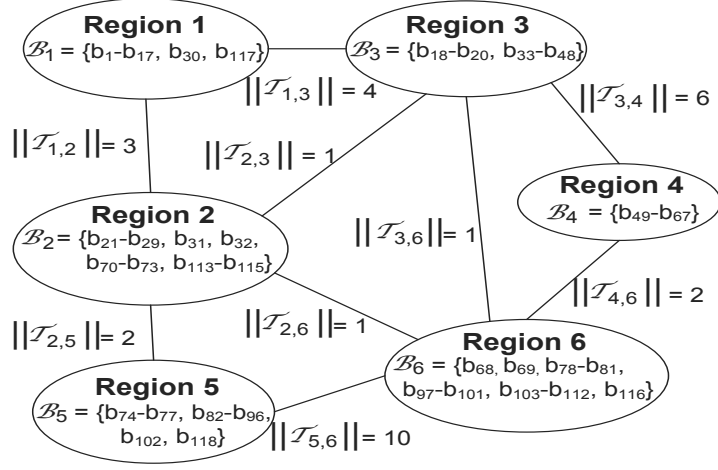 Region 1
ℬ₁ = {b₁-b₁₇, b₃₀, b₁₁₇}
Region 3
ℬ₃ = {b₁₈-b₂₀, b₃₃-b₄₈}
||𝒯₁,₃|| = 4
||𝒯₃,₄|| = 6
||𝒯₁,₂||= 3
||𝒯₂,₃|| = 1
Region 4
ℬ₄ = {b₄₉-b₆₇}
Region 2
ℬ₂ = {b₂₁-b₂₉, b₃₁, b₃₂,
b₇₀-b₇₃, b₁₁₃-b₁₁₅}
||𝒯₃,₆||= 1
||𝒯₄,₆|| = 2
||𝒯₂,₅||= 2
||𝒯₂,₆||= 1
Region 6
ℬ₆ = {b₆₈, b₆₉, b₇₈-b₈₁,
b₉₇-b₁₀₁, b₁₀₃-b₁₁₂, b₁₁₆}
Region 5
ℬ₅ = {b₇₄-b₇₇, b₈₂-b₉₆,
b₁₀₂, b₁₁₈}
||𝒯₅,₆|| = 10